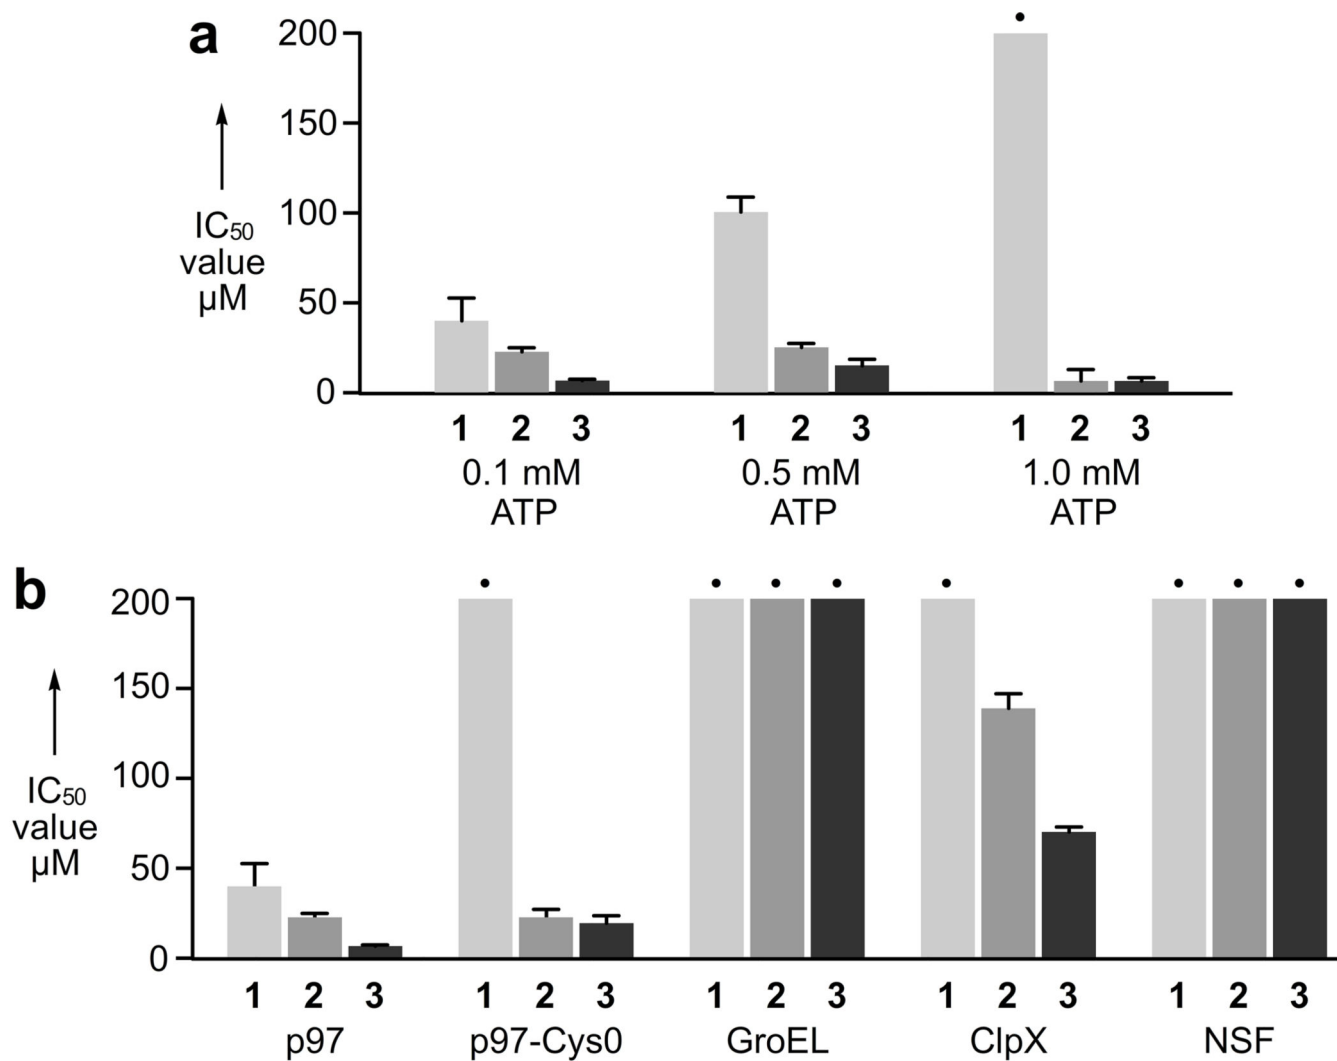 a
200
150
100
50
0
IC50
value
µM
1 2 3 1 2 3 1 2 3
0.1 mM 0.5 mM 1.0 mM
ATP ATP ATP
b
200
150
100
50
0
IC50
value
µM
1 2 3 1 2 3 1 2 3 1 2 3 1 2 3
p97 p97-Cys0 GroEL ClpX NSF